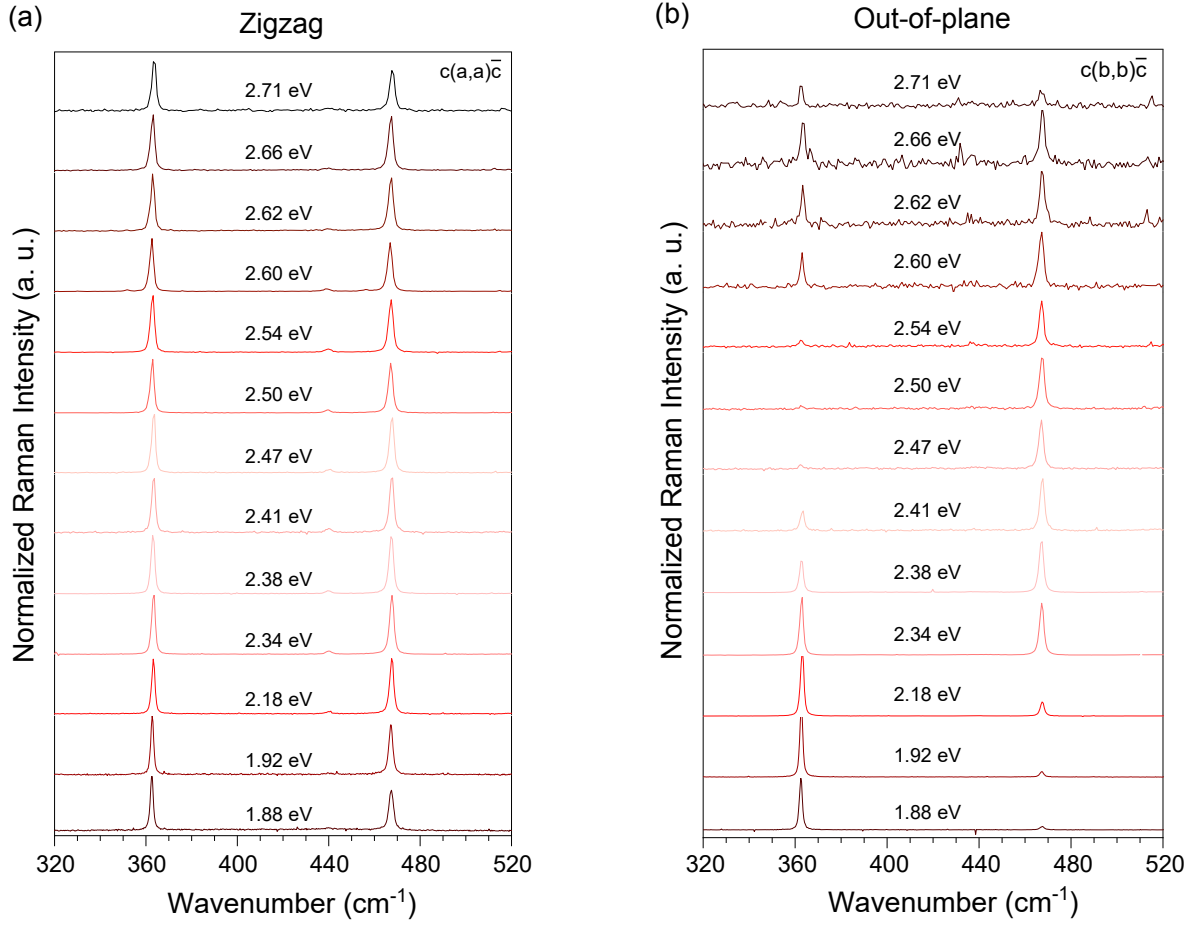 (a)
Zigzag
c(a,a)c̅
2.71 eV
2.66 eV
2.62 eV
2.60 eV
2.54 eV
2.50 eV
2.47 eV
2.41 eV
2.38 eV
2.34 eV
2.18 eV
1.92 eV
1.88 eV
Normalized Raman Intensity (a. u.)
320 360 400 440 480 520
Wavenumber (cm⁻¹)
(b)
Out-of-plane
c(b,b)c̅
2.71 eV
2.66 eV
2.62 eV
2.60 eV
2.54 eV
2.50 eV
2.47 eV
2.41 eV
2.38 eV
2.34 eV
2.18 eV
1.92 eV
1.88 eV
Normalized Raman Intensity (a. u.)
320 360 400 440 480 520
Wavenumber (cm⁻¹)